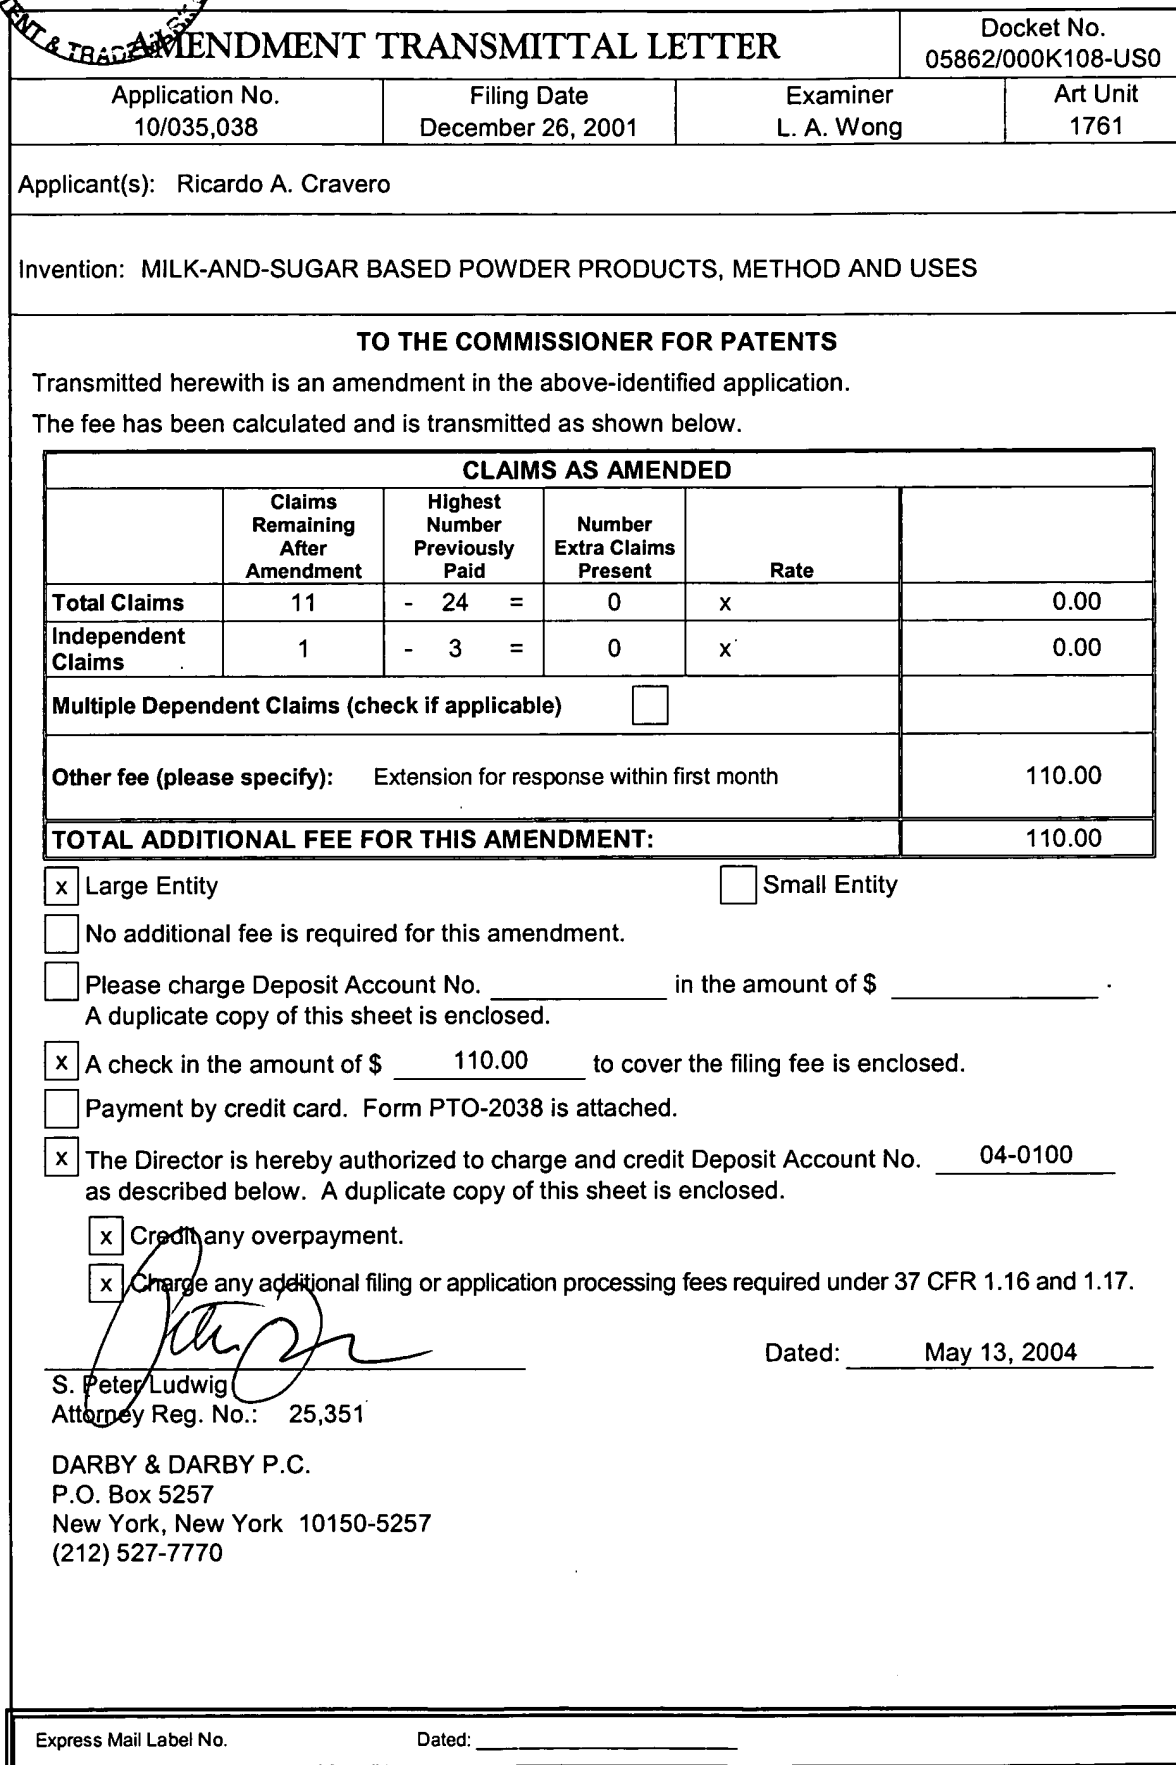 ENT & TRADEMARK
AMENDMENT TRANSMITTAL LETTER
Docket No.
05862/000K108-US0
Application No.
10/035,038
Filing Date
December 26, 2001
Examiner
L. A. Wong
Art Unit
1761
Applicant(s): Ricardo A. Cravero
Invention: MILK-AND-SUGAR BASED POWDER PRODUCTS, METHOD AND USES
TO THE COMMISSIONER FOR PATENTS
Transmitted herewith is an amendment in the above-identified application.
The fee has been calculated and is transmitted as shown below.
CLAIMS AS AMENDED
Claims Remaining After Amendment
Highest Number Previously Paid
Number Extra Claims Present
Rate
Total Claims 11 - 24 = 0 x 0.00
Independent Claims 1 - 3 = 0 x 0.00
Multiple Dependent Claims (check if applicable)
Other fee (please specify): Extension for response within first month 110.00
TOTAL ADDITIONAL FEE FOR THIS AMENDMENT: 110.00
x Large Entity Small Entity
No additional fee is required for this amendment.
Please charge Deposit Account No. in the amount of $ .
A duplicate copy of this sheet is enclosed.
x A check in the amount of $ 110.00 to cover the filing fee is enclosed.
Payment by credit card. Form PTO-2038 is attached.
x The Director is hereby authorized to charge and credit Deposit Account No. 04-0100
as described below. A duplicate copy of this sheet is enclosed.
x Credit any overpayment.
x Charge any additional filing or application processing fees required under 37 CFR 1.16 and 1.17.
Dated: May 13, 2004
S. Peter Ludwig
Attorney Reg. No.: 25,351
DARBY & DARBY P.C.
P.O. Box 5257
New York, New York 10150-5257
(212) 527-7770
Express Mail Label No. Dated: